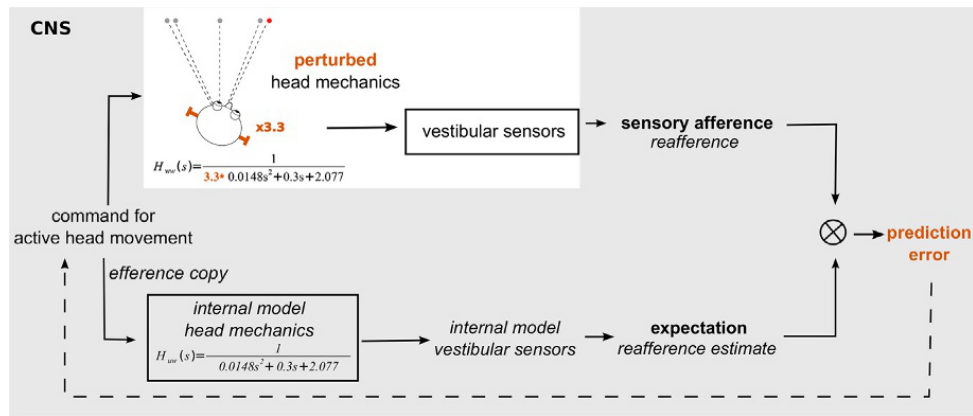 CNS
perturbed
head mechanics
x3.3
vestibular sensors
sensory afference
reafference
H_ww(s)= 1 / 3.3* 0.0148s²+0.3s+2.077
command for
active head movement
prediction
error
efference copy
internal model
head mechanics
H_uw(s)= 1 / 0.0148s²+0.3s+2.077
internal model
vestibular sensors
expectation
reafference estimate